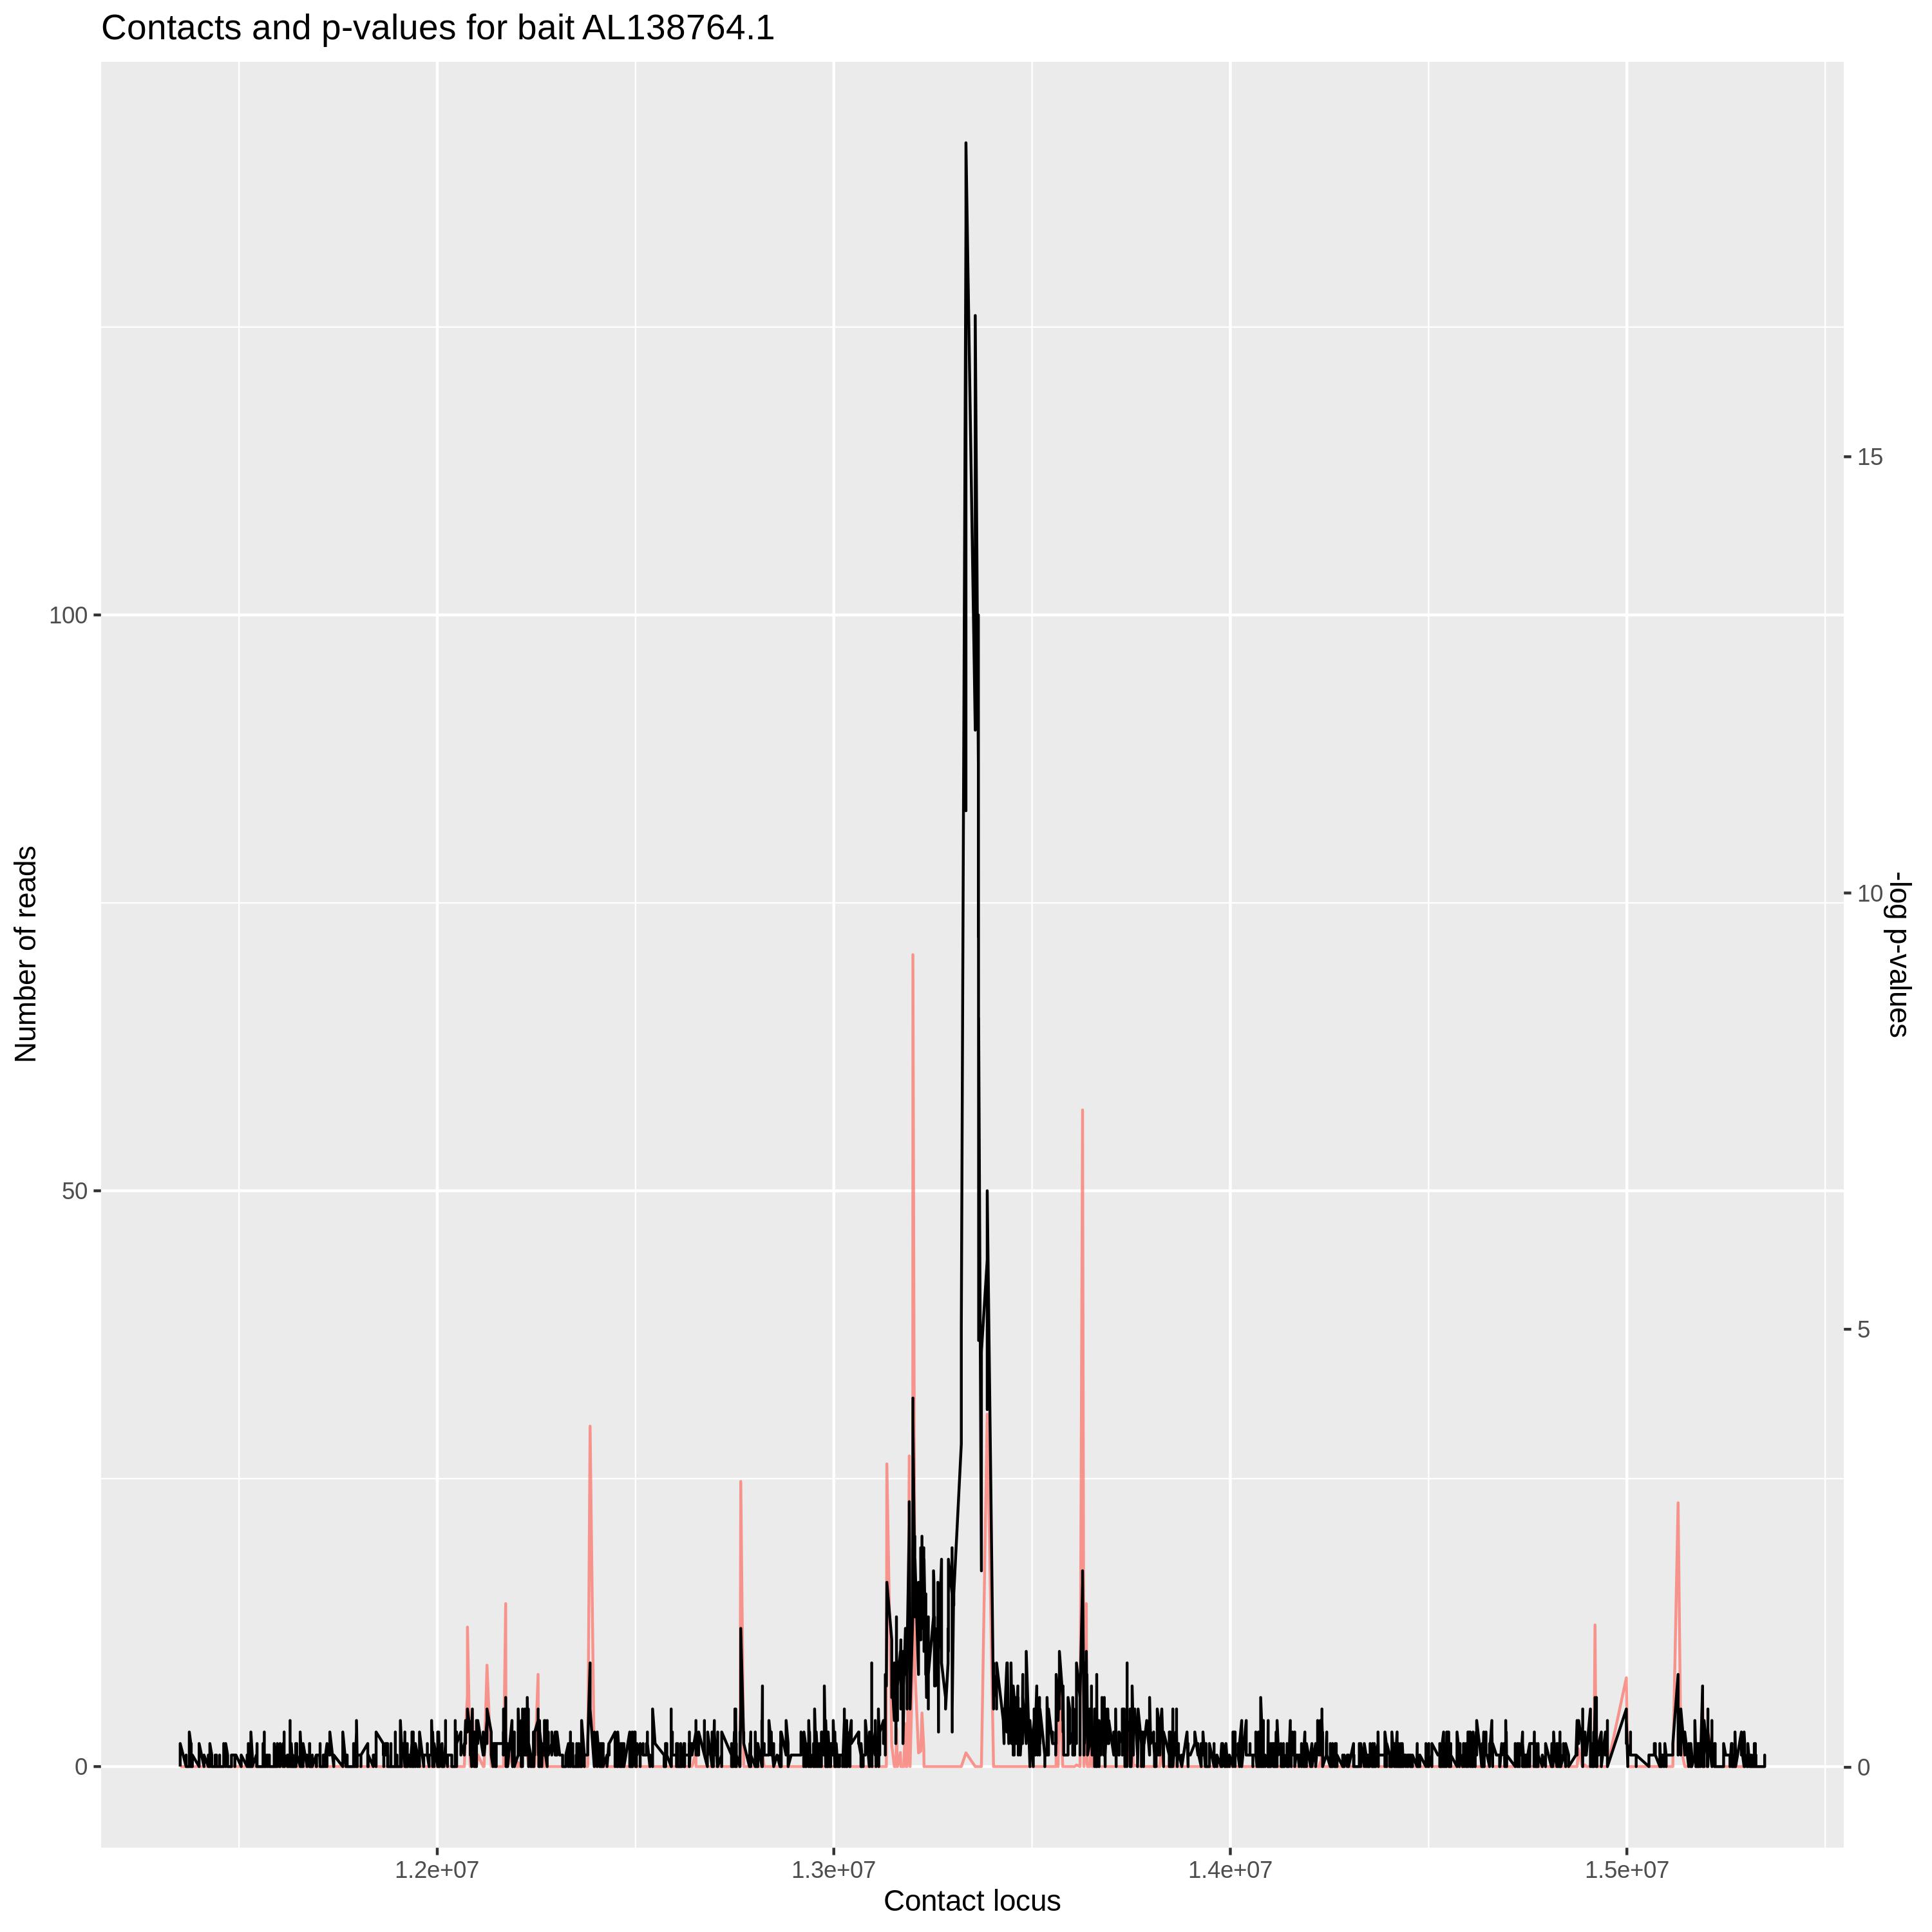 Contacts and p-values for bait AL138764.1
Number of reads
100
50
0
15
10
5
0
-log p-values
1.2e+07
1.3e+07
1.4e+07
1.5e+07
Contact locus